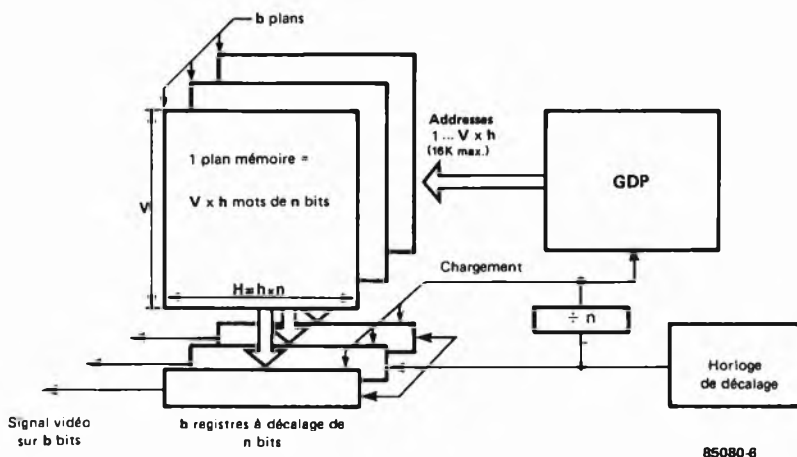 b plans
Addresses
1 ... V x h
(16K max.)
GDP
1 plan mémoire =
V x h mots de n bits
V
H = h x n
Chargement
÷ n
Horloge
de décalage
Signal vidéo
sur b bits
b registres à décalage de
n bits
85080-6